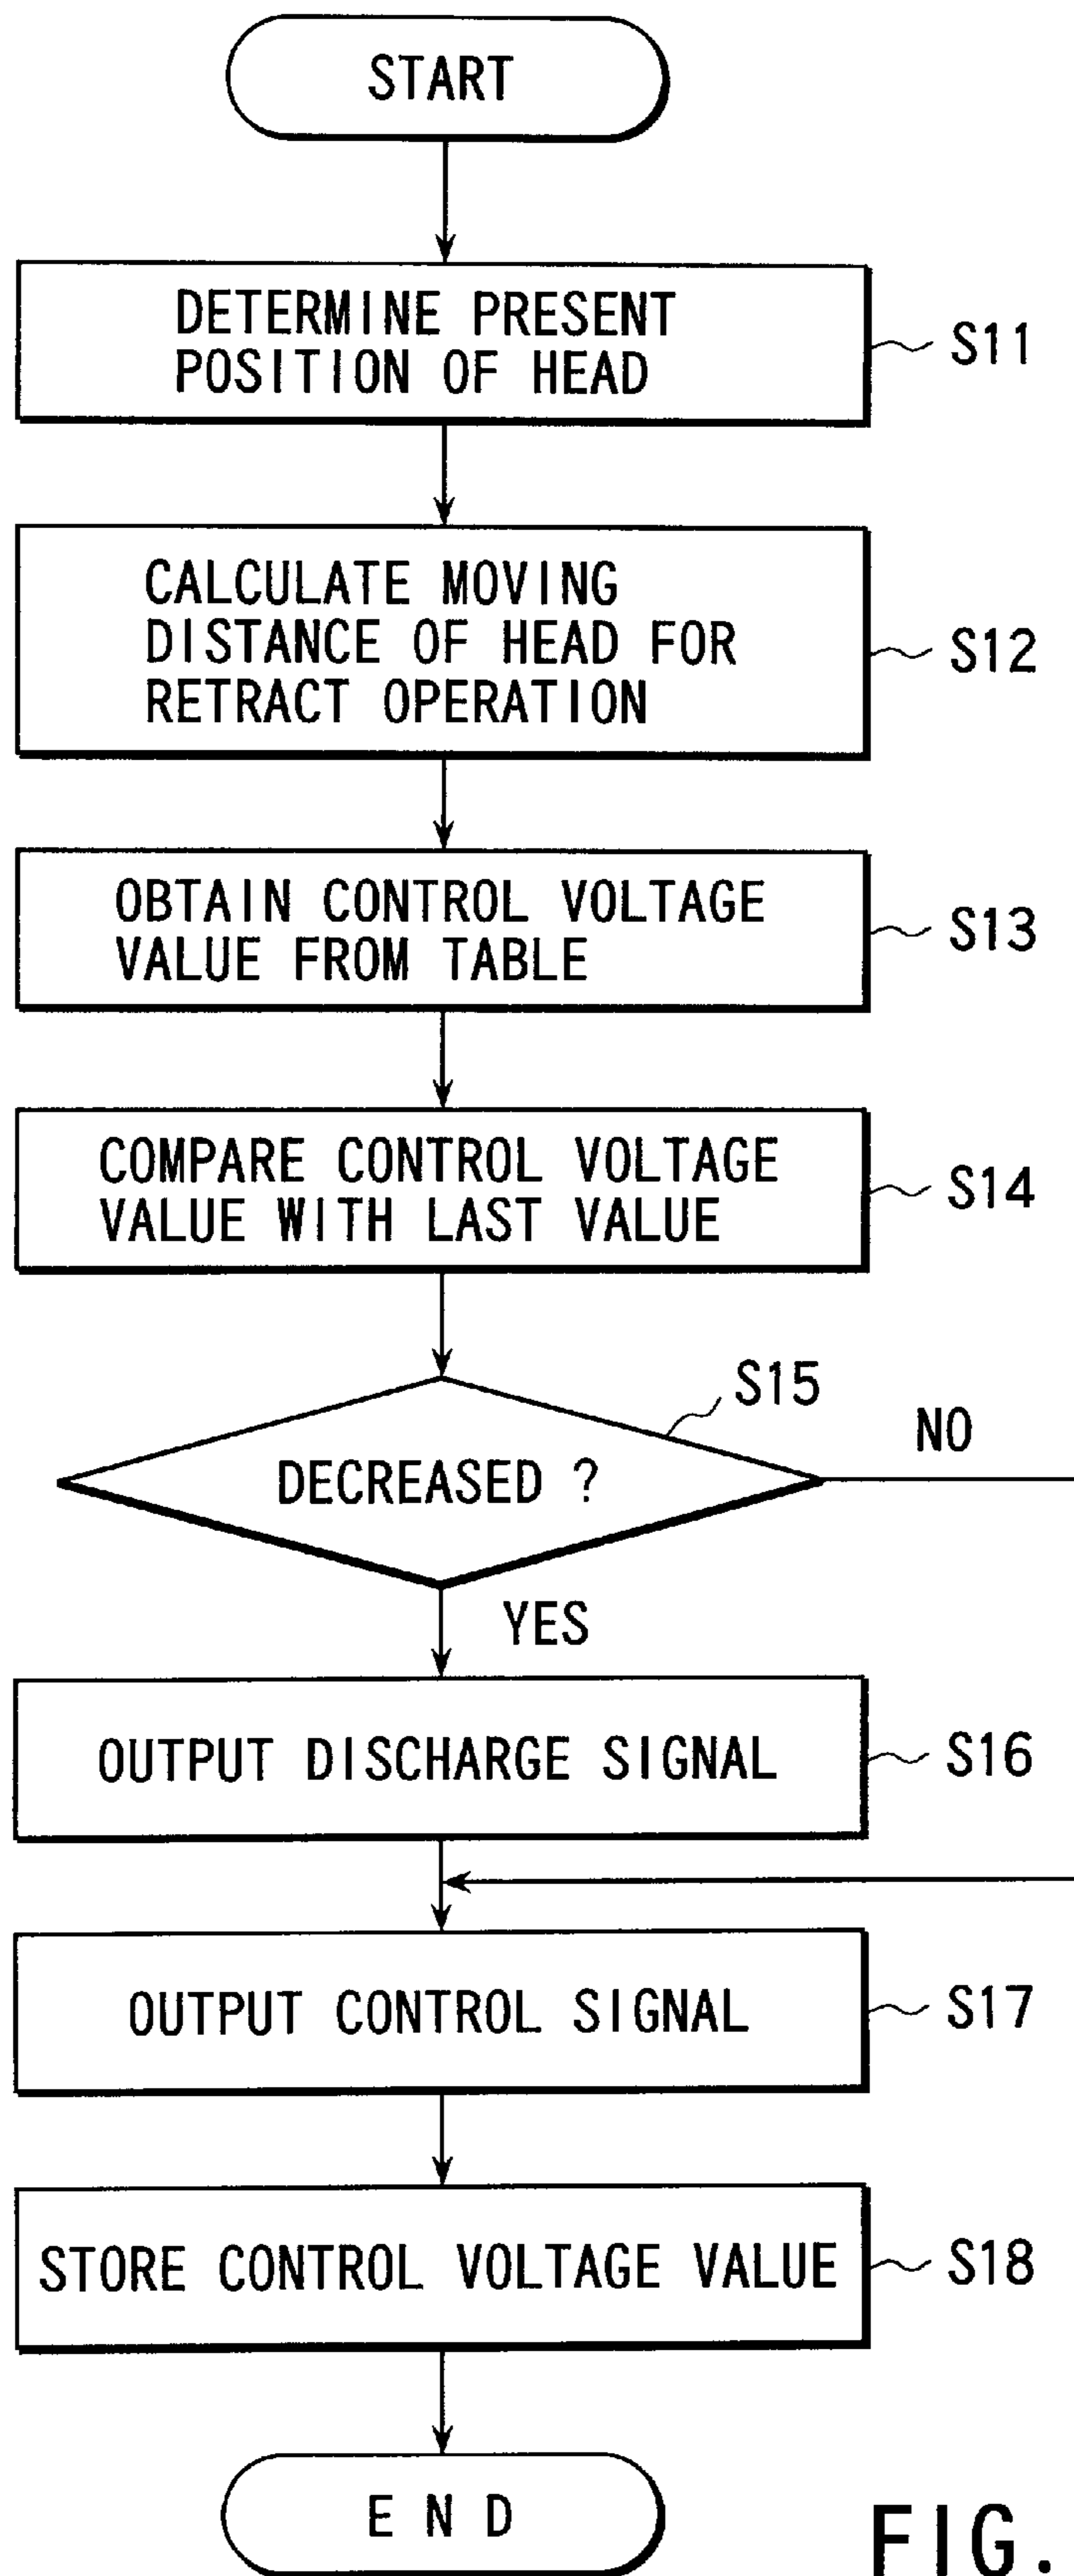 START
DETERMINE PRESENT
POSITION OF HEAD
S11
CALCULATE MOVING
DISTANCE OF HEAD FOR
RETRACT OPERATION
S12
OBTAIN CONTROL VOLTAGE
VALUE FROM TABLE
S13
COMPARE CONTROL VOLTAGE
VALUE WITH LAST VALUE
S14
S15
NO
DECREASED ?
YES
OUTPUT DISCHARGE SIGNAL
S16
OUTPUT CONTROL SIGNAL
S17
STORE CONTROL VOLTAGE VALUE
S18
END
FIG.